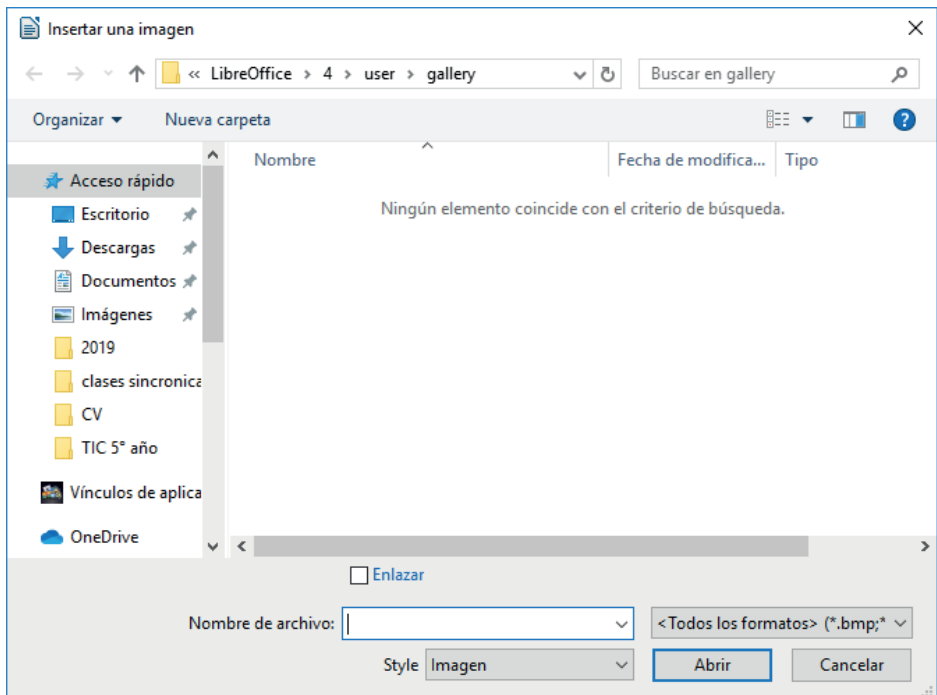 Insertar una imagen
« LibreOffice › 4 › user › gallery
Buscar en gallery
Organizar
Nueva carpeta
?
Nombre
Fecha de modifica...
Tipo
Acceso rápido
Escritorio
Descargas
Documentos
Imágenes
2019
clases sincronica
CV
TIC 5° año
Vínculos de aplica
OneDrive
Ningún elemento coincide con el criterio de búsqueda.
Enlazar
Nombre de archivo:
<Todos los formatos> (*.bmp;*
Style
Imagen
Abrir
Cancelar